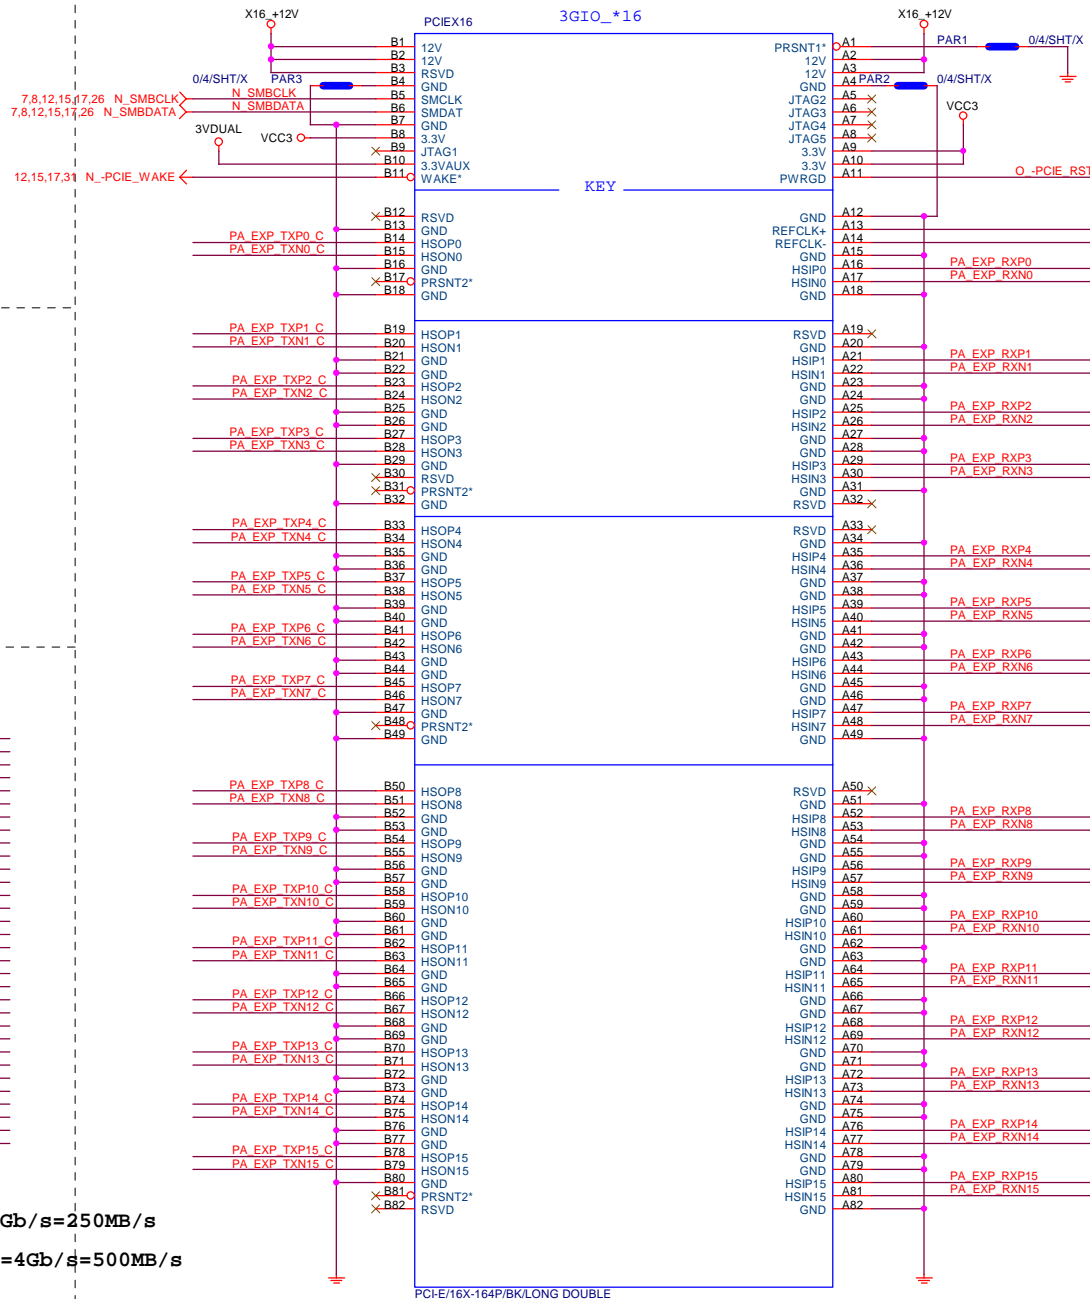 X16_+12V
PCIEX16
3GIO_*16
X16_+12V
B1 12V PRSNT1* A1 PAR1 0/4/SHT/X
B2 12V 12V A2
B3 RSVD 12V A3
0/4/SHT/X PAR3 B4 GND GND A4 PAR2 0/4/SHT/X
7,8,12,15,17,26 N_SMBCLK N_SMBCLK B5 SMCLK JTAG2 A5
7,8,12,15,17,26 N_SMBDATA N_SMBDATA B6 SMDAT JTAG3 A6 VCC3
B7 GND JTAG4 A7
3VDUAL VCC3 B8 3.3V JTAG5 A8
B9 JTAG1 3.3V A9
B10 3.3VAUX 3.3V A10
12,15,17,31 N_-PCIE_WAKE B11 WAKE* PWRGD A11 O_-PCIE_RST
KEY
B12 RSVD GND A12
B13 GND REFCLK+ A13
PA_EXP_TXP0_C B14 HSOP0 REFCLK- A14
PA_EXP_TXN0_C B15 HSON0 GND A15
B16 GND HSIP0 A16 PA_EXP_RXP0
B17 PRSNT2* HSIN0 A17 PA_EXP_RXN0
B18 GND GND A18
PA_EXP_TXP1_C B19 HSOP1 RSVD A19
PA_EXP_TXN1_C B20 HSON1 GND A20
B21 GND HSIP1 A21 PA_EXP_RXP1
B22 GND HSIN1 A22 PA_EXP_RXN1
PA_EXP_TXP2_C B23 HSOP2 GND A23
PA_EXP_TXN2_C B24 HSON2 GND A24
B25 GND HSIP2 A25 PA_EXP_RXP2
B26 GND HSIN2 A26 PA_EXP_RXN2
PA_EXP_TXP3_C B27 HSOP3 GND A27
PA_EXP_TXN3_C B28 HSON3 GND A28
B29 GND HSIP3 A29 PA_EXP_RXP3
B30 RSVD HSIN3 A30 PA_EXP_RXN3
B31 PRSNT2* GND A31
B32 GND RSVD A32
PA_EXP_TXP4_C B33 HSOP4 RSVD A33
PA_EXP_TXN4_C B34 HSON4 GND A34
B35 GND HSIP4 A35 PA_EXP_RXP4
B36 GND HSIN4 A36 PA_EXP_RXN4
PA_EXP_TXP5_C B37 HSOP5 GND A37
PA_EXP_TXN5_C B38 HSON5 GND A38
B39 GND HSIP5 A39 PA_EXP_RXP5
B40 GND HSIN5 A40 PA_EXP_RXN5
PA_EXP_TXP6_C B41 HSOP6 GND A41
PA_EXP_TXN6_C B42 HSON6 GND A42
B43 GND HSIP6 A43 PA_EXP_RXP6
B44 GND HSIN6 A44 PA_EXP_RXN6
PA_EXP_TXP7_C B45 HSOP7 GND A45
PA_EXP_TXN7_C B46 HSON7 GND A46
B47 GND HSIP7 A47 PA_EXP_RXP7
B48 PRSNT2* HSIN7 A48 PA_EXP_RXN7
B49 GND GND A49
PA_EXP_TXP8_C B50 HSOP8 RSVD A50
PA_EXP_TXN8_C B51 HSON8 GND A51
B52 GND HSIP8 A52 PA_EXP_RXP8
B53 GND HSIN8 A53 PA_EXP_RXN8
PA_EXP_TXP9_C B54 HSOP9 GND A54
PA_EXP_TXN9_C B55 HSON9 GND A55
B56 GND HSIP9 A56 PA_EXP_RXP9
B57 GND HSIN9 A57 PA_EXP_RXN9
PA_EXP_TXP10_C B58 HSOP10 GND A58
PA_EXP_TXN10_C B59 HSON10 GND A59
B60 GND HSIP10 A60 PA_EXP_RXP10
B61 GND HSIN10 A61 PA_EXP_RXN10
PA_EXP_TXP11_C B62 HSOP11 GND A62
PA_EXP_TXN11_C B63 HSON11 GND A63
B64 GND HSIP11 A64 PA_EXP_RXP11
B65 GND HSIN11 A65 PA_EXP_RXN11
PA_EXP_TXP12_C B66 HSOP12 GND A66
PA_EXP_TXN12_C B67 HSON12 GND A67
B68 GND HSIP12 A68 PA_EXP_RXP12
B69 GND HSIN12 A69 PA_EXP_RXN12
PA_EXP_TXP13_C B70 HSOP13 GND A70
PA_EXP_TXN13_C B71 HSON13 GND A71
B72 GND HSIP13 A72 PA_EXP_RXP13
B73 GND HSIN13 A73 PA_EXP_RXN13
PA_EXP_TXP14_C B74 HSOP14 GND A74
PA_EXP_TXN14_C B75 HSON14 GND A75
B76 GND HSIP14 A76 PA_EXP_RXP14
B77 GND HSIN14 A77 PA_EXP_RXN14
PA_EXP_TXP15_C B78 HSOP15 GND A78
PA_EXP_TXN15_C B79 HSON15 GND A79
B80 GND HSIP15 A80 PA_EXP_RXP15
B81 PRSNT2* HSIN15 A81 PA_EXP_RXN15
B82 RSVD GND A82
Gb/s=250MB/s
=4Gb/s=500MB/s
PCI-E/16X-164P/BK/LONG DOUBLE